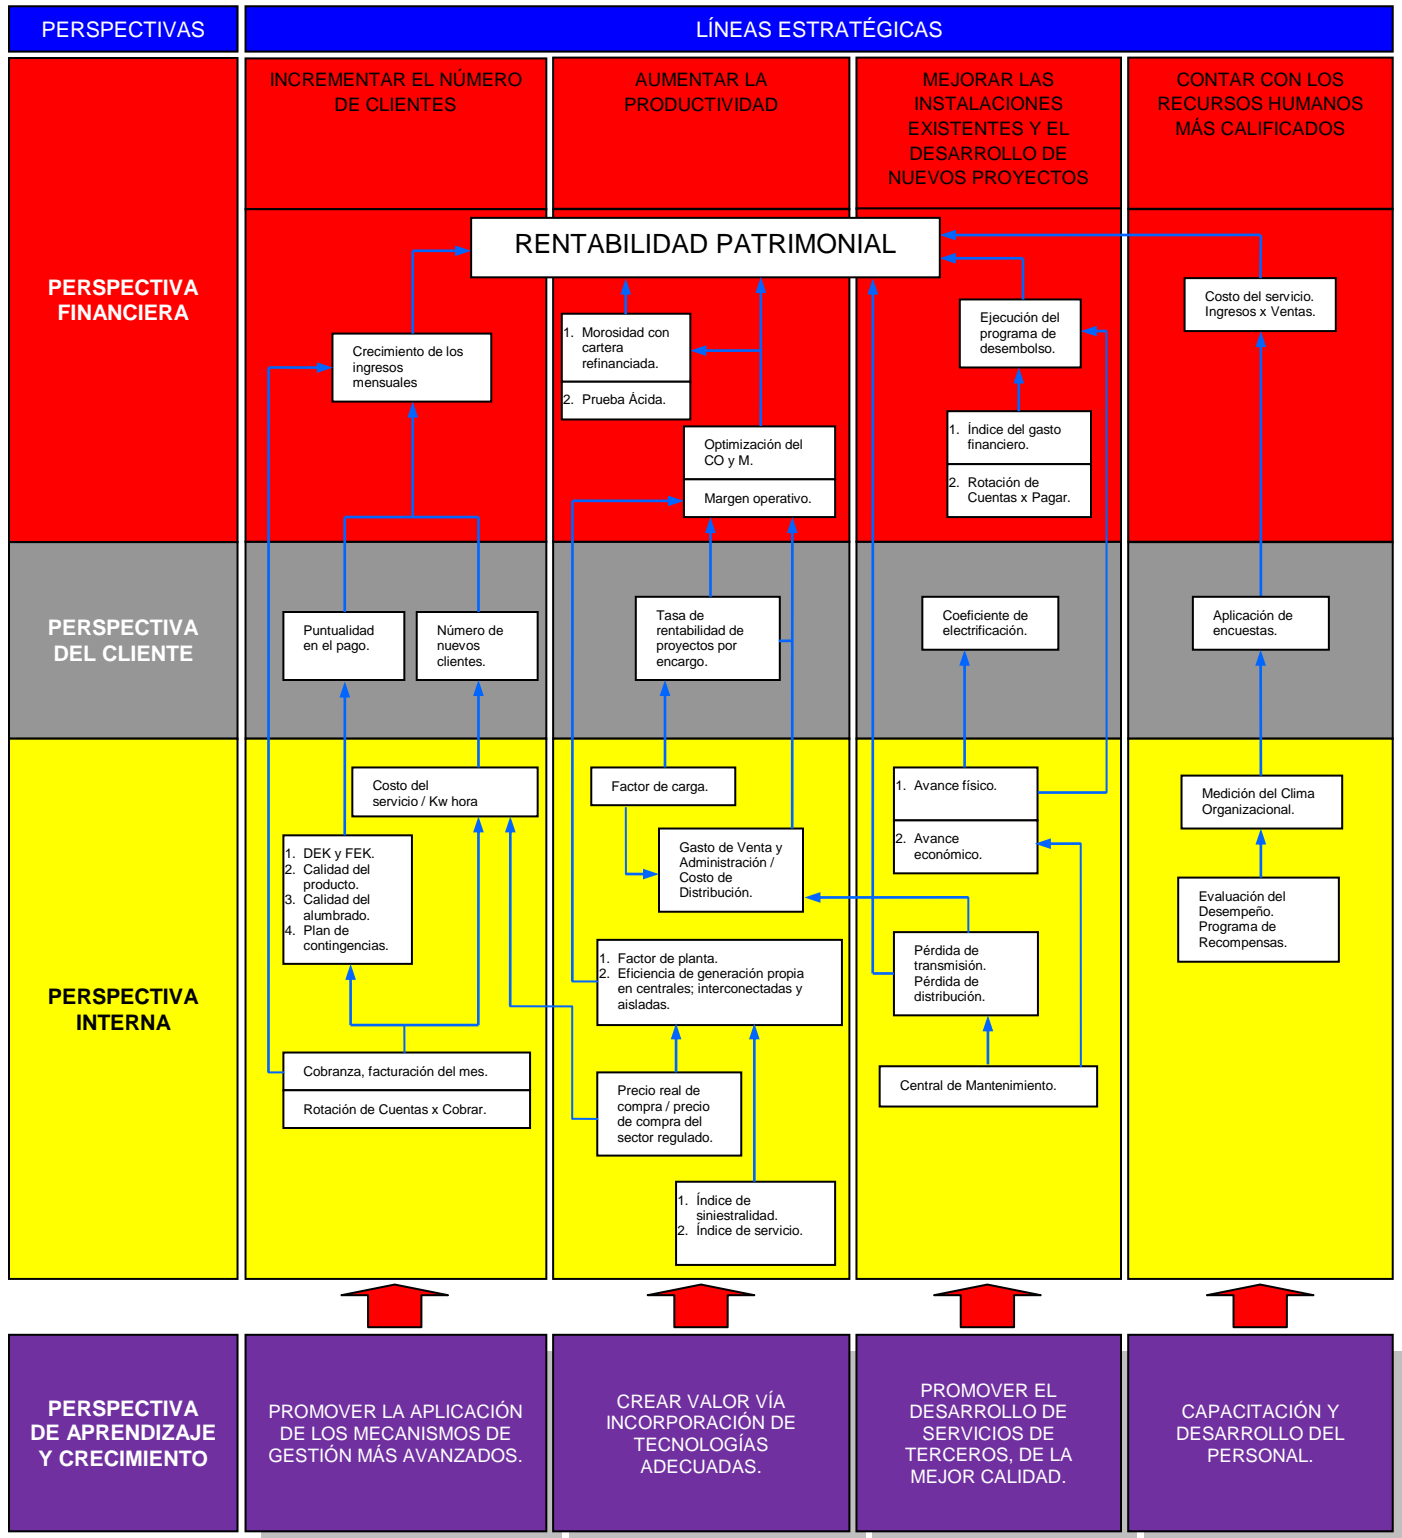 PERSPECTIVAS
LÍNEAS ESTRATÉGICAS
INCREMENTAR EL NÚMERO
DE CLIENTES
AUMENTAR LA
PRODUCTIVIDAD
MEJORAR LAS
INSTALACIONES
EXISTENTES Y EL
DESARROLLO DE
NUEVOS PROYECTOS
CONTAR CON LOS
RECURSOS HUMANOS
MÁS CALIFICADOS
PERSPECTIVA
FINANCIERA
RENTABILIDAD PATRIMONIAL
Crecimiento de los
ingresos
mensuales
1. Morosidad con
cartera
refinanciada.
2. Prueba Ácida.
Optimización del
CO y M.
Margen operativo.
Ejecución del
programa de
desembolso.
1. Índice del gasto
financiero.
2. Rotación de
Cuentas x Pagar.
Costo del servicio.
Ingresos x Ventas.
PERSPECTIVA
DEL CLIENTE
Puntualidad
en el pago.
Número de
nuevos
clientes.
Tasa de
rentabilidad de
proyectos por
encargo.
Coeficiente de
electrificación.
Aplicación de
encuestas.
PERSPECTIVA
INTERNA
Costo del
servicio / Kw hora
1. DEK y FEK.
2. Calidad del
producto.
3. Calidad del
alumbrado.
4. Plan de
contingencias.
Cobranza, facturación del mes.
Rotación de Cuentas x Cobrar.
Factor de carga.
Gasto de Venta y
Administración /
Costo de
Distribución.
1. Factor de planta.
2. Eficiencia de generación propia
en centrales; interconectadas y
aisladas.
Precio real de
compra / precio
de compra del
sector regulado.
1. Índice de
siniestralidad.
2. Índice de servicio.
1. Avance físico.
2. Avance
económico.
Pérdida de
transmisión.
Pérdida de
distribución.
Central de Mantenimiento.
Medición del Clima
Organizacional.
Evaluación del
Desempeño.
Programa de
Recompensas.
PERSPECTIVA
DE APRENDIZAJE
Y CRECIMIENTO
PROMOVER LA APLICACIÓN
DE LOS MECANISMOS DE
GESTIÓN MÁS AVANZADOS.
CREAR VALOR VÍA
INCORPORACIÓN DE
TECNOLOGÍAS
ADECUADAS.
PROMOVER EL
DESARROLLO DE
SERVICIOS DE
TERCEROS, DE LA
MEJOR CALIDAD.
CAPACITACIÓN Y
DESARROLLO DEL
PERSONAL.